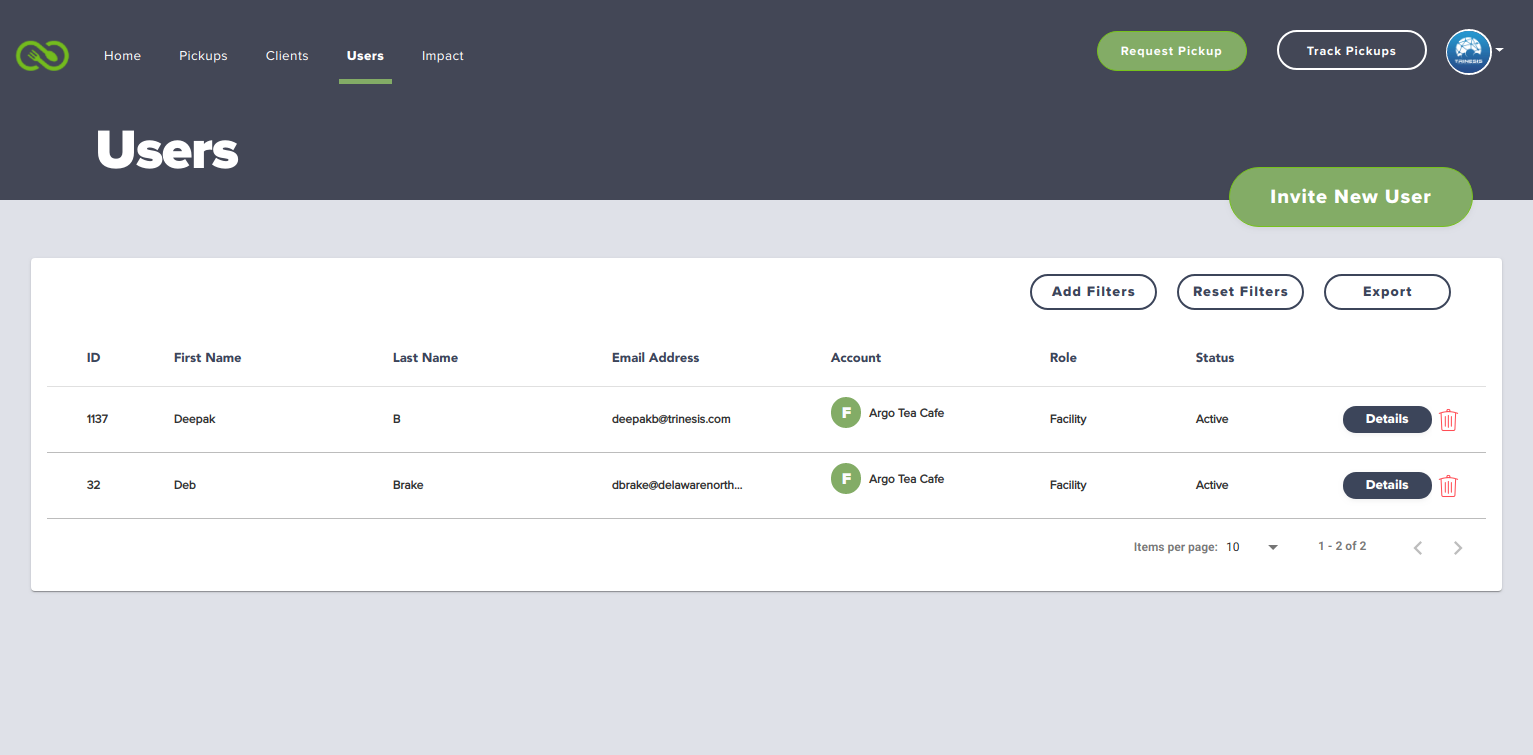 Home Pickups Clients Users Impact Request Pickup Track Pickups
TRINESIS
Users
Invite New User
Add Filters Reset Filters Export
ID First Name Last Name Email Address Account Role Status
1137 Deepak B deepakb@trinesis.com F Argo Tea Cafe Facility Active Details
32 Deb Brake dbrake@delawarenorth... F Argo Tea Cafe Facility Active Details
Items per page: 10 1 - 2 of 2